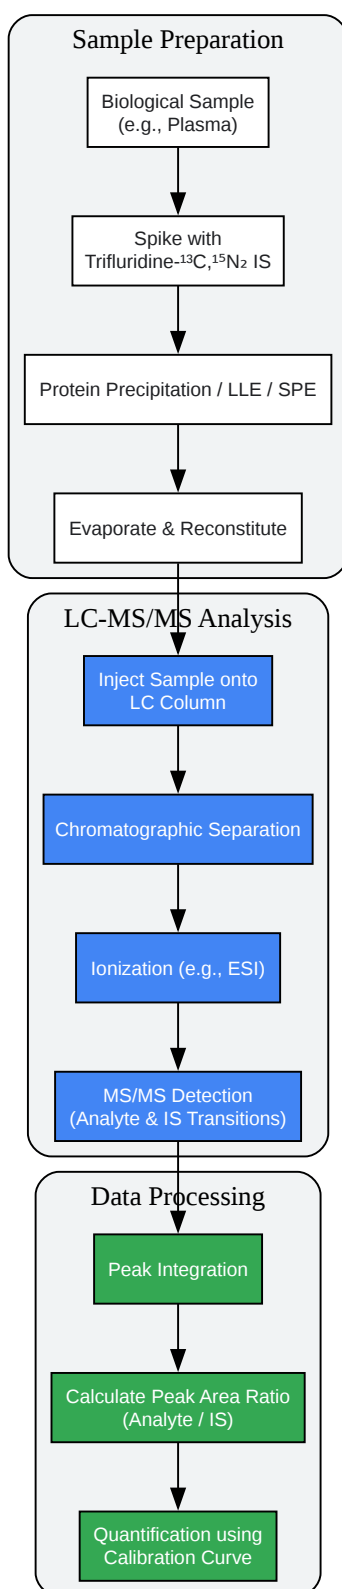 Sample Preparation
Biological Sample
(e.g., Plasma)
Spike with
Trifluridine-¹³C,¹⁵N₂ IS
Protein Precipitation / LLE / SPE
Evaporate & Reconstitute
LC-MS/MS Analysis
Inject Sample onto
LC Column
Chromatographic Separation
Ionization (e.g., ESI)
MS/MS Detection
(Analyte & IS Transitions)
Data Processing
Peak Integration
Calculate Peak Area Ratio
(Analyte / IS)
Quantification using
Calibration Curve